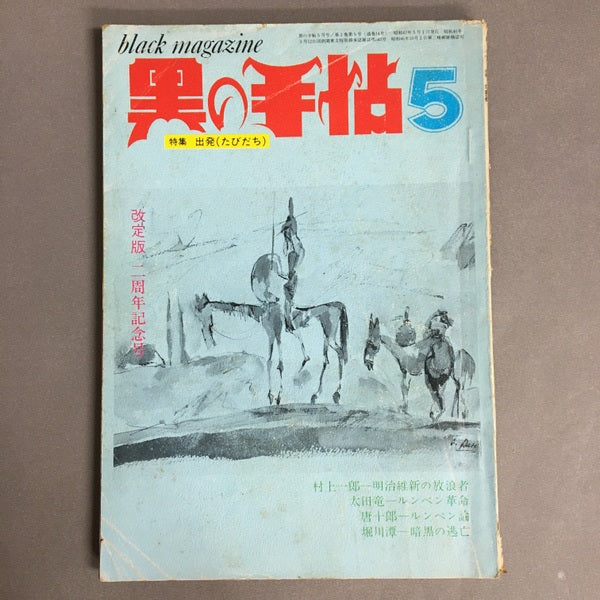 black magazine
黒の手帖5
特集 出発(たびだち)
改定版 二周年記念号
村上一郎―明治維新の放浪者
太田竜―ルンペン革命
唐十郎―ルンペン論
堀川潭―暗黒の逃亡